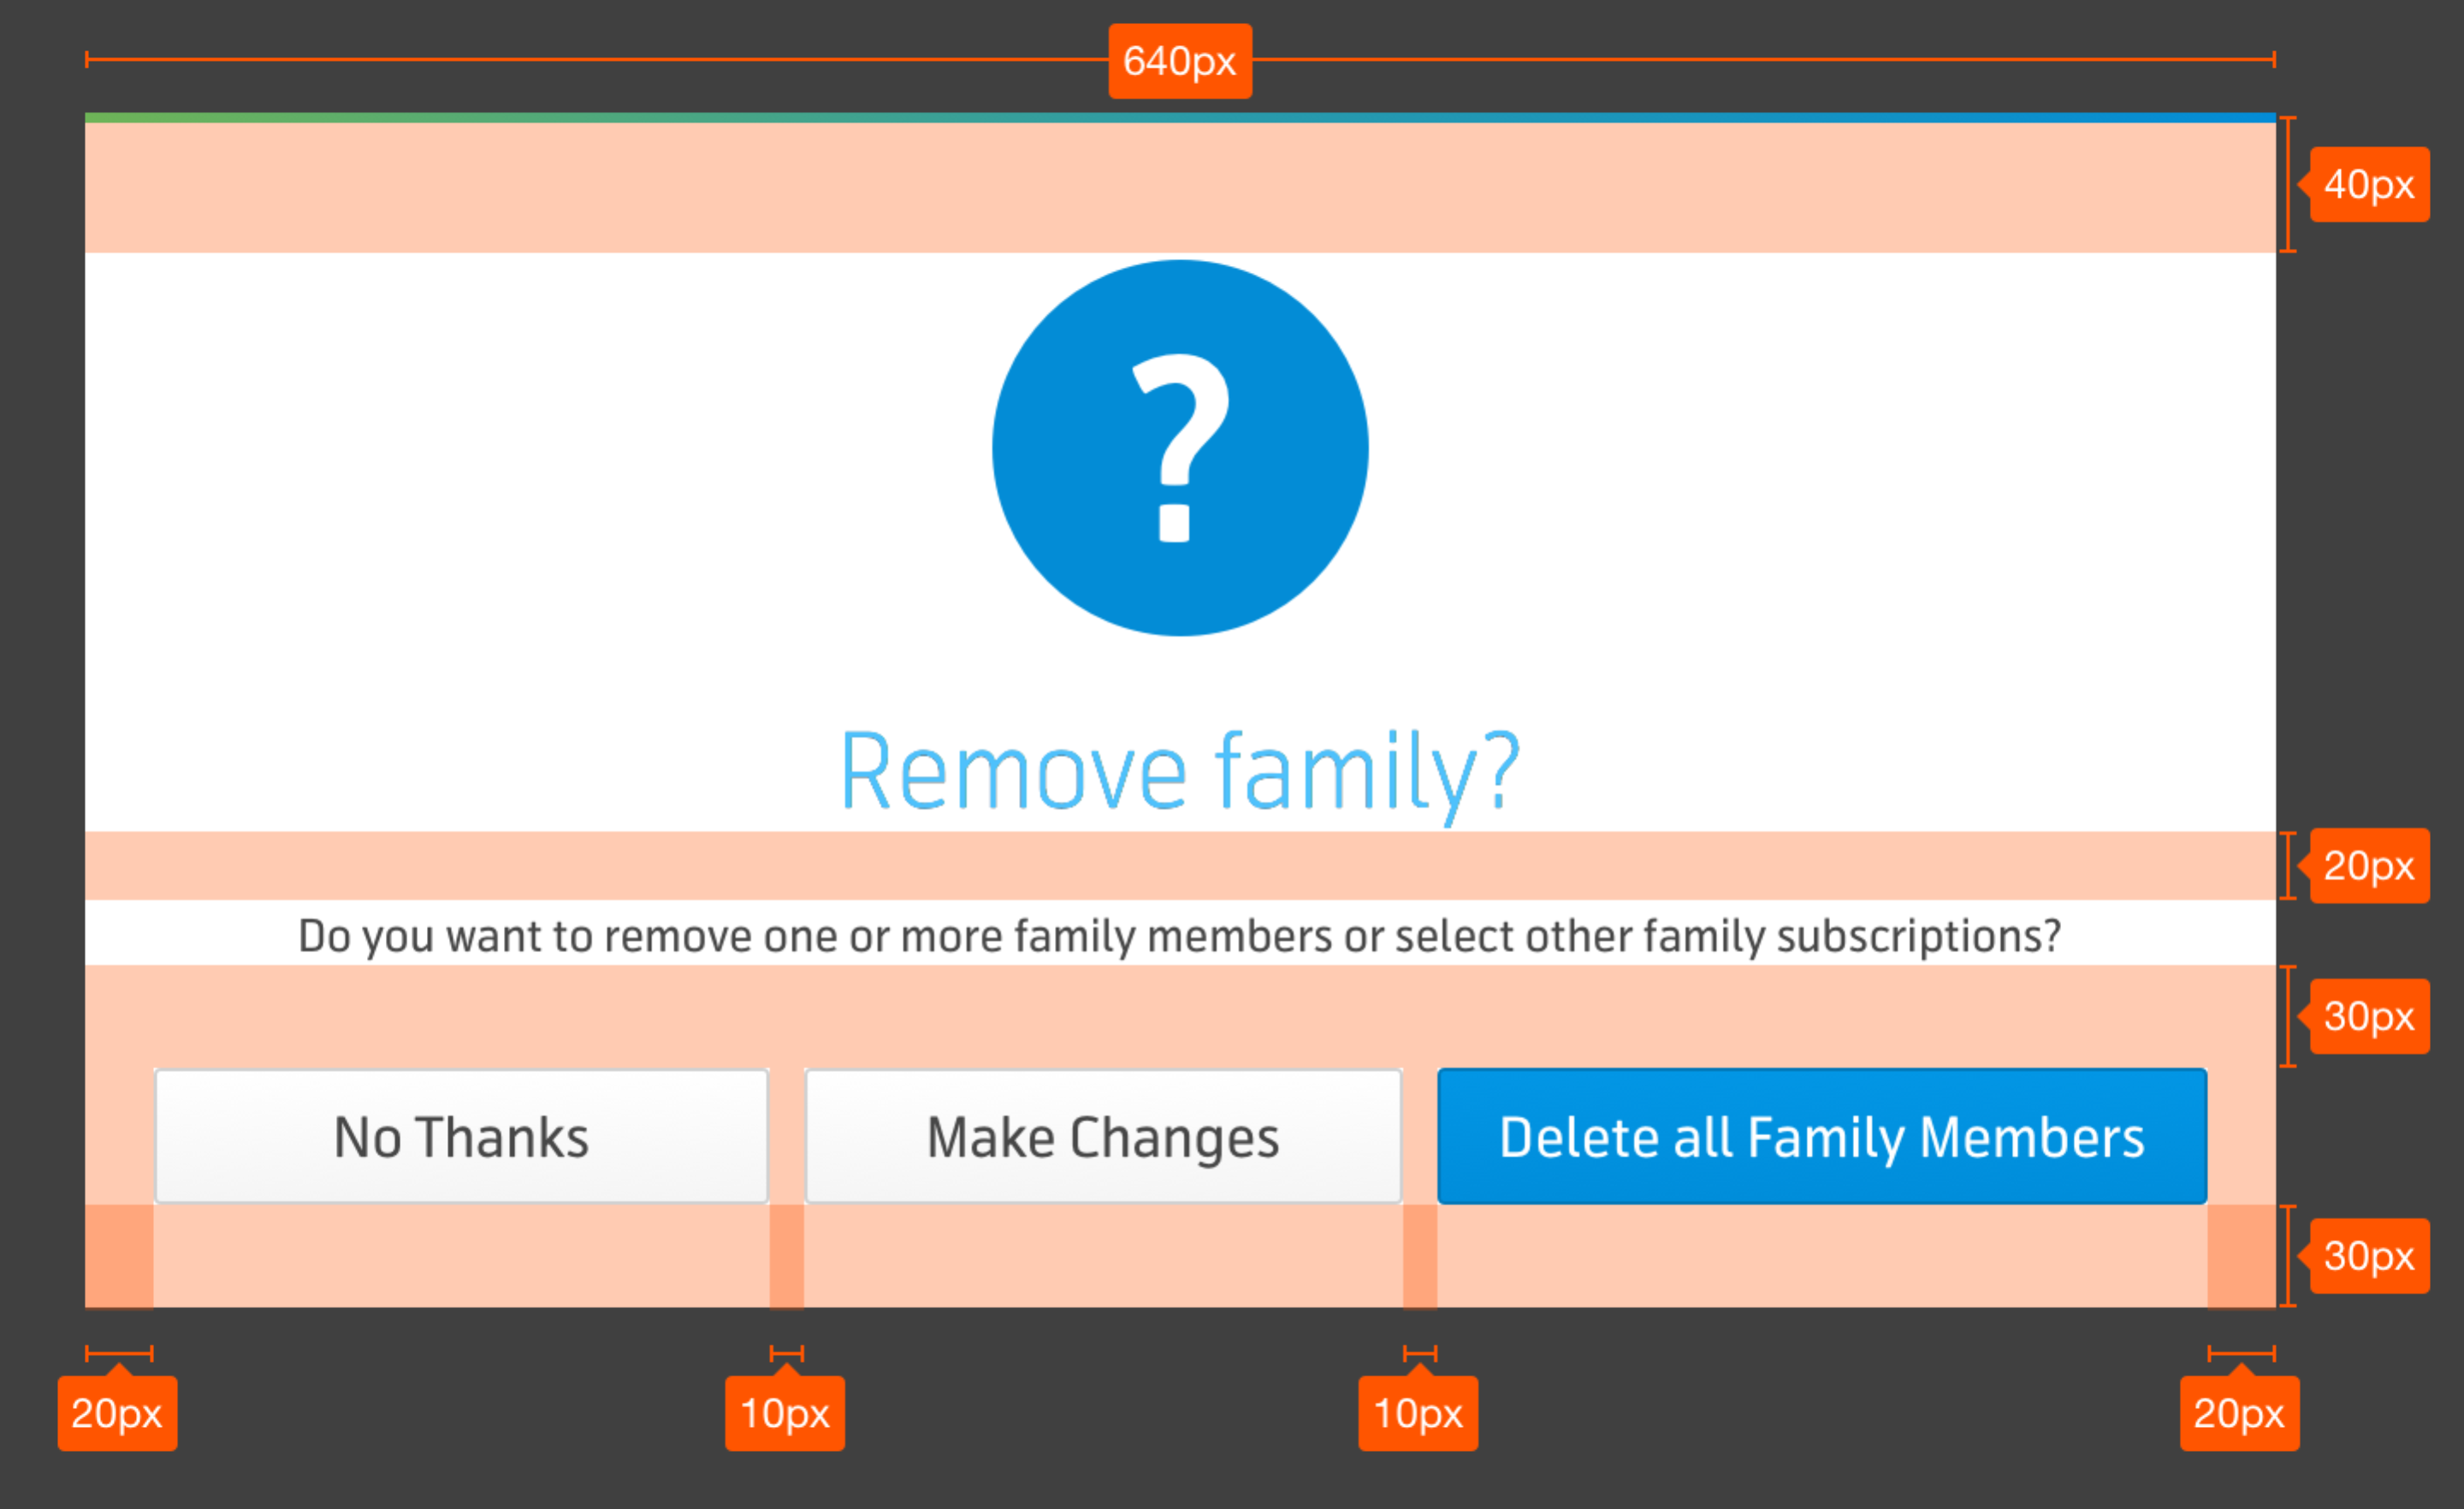 640px
40px
?
Remove family?
20px
Do you want to remove one or more family members or select other family subscriptions?
30px
No Thanks
Make Changes
Delete all Family Members
30px
20px
10px
10px
20px